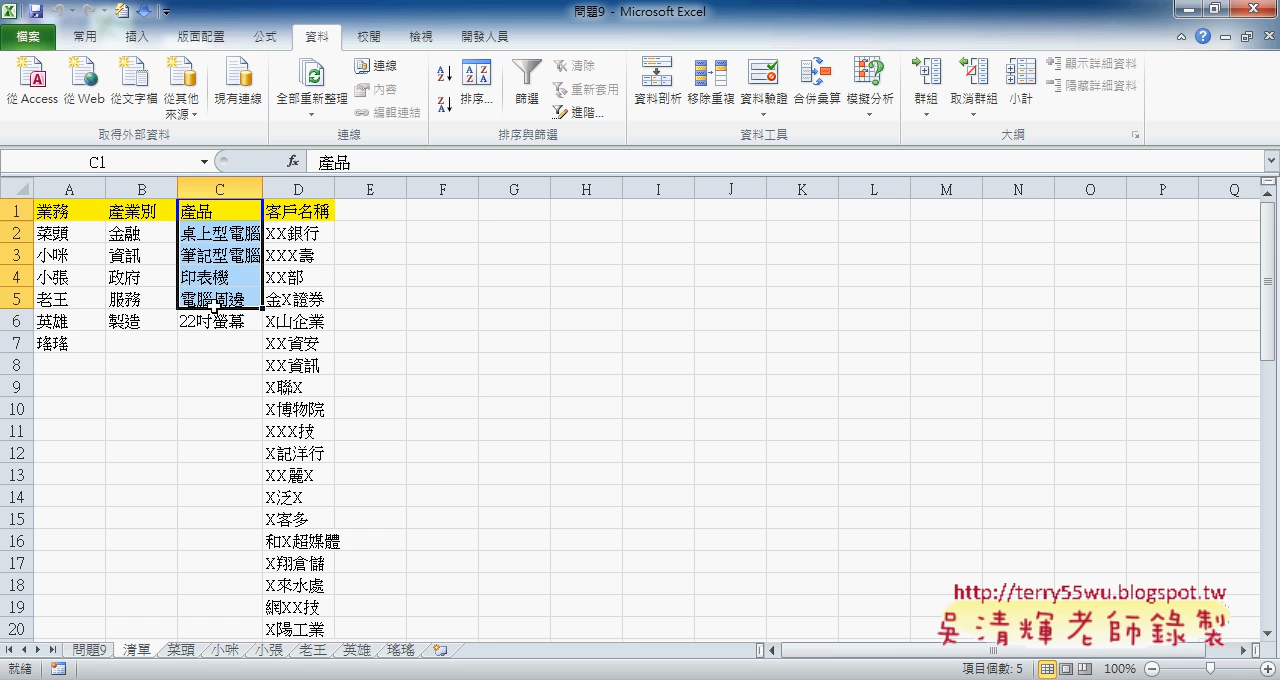 問題9 - Microsoft Excel
檔案 常用 插入 版面配置 公式 資料 校閱 檢視 開發人員
從 Access 從 Web 從文字檔 從其他來源 現有連線 全部重新整理 連線 內容 編輯連結 排序... 篩選 清除 重新套用 進階... 資料剖析 移除重複 資料驗證 合併彙算 模擬分析 群組 取消群組 小計 顯示詳細資料 隱藏詳細資料
取得外部資料 連線 排序與篩選 資料工具 大綱
C1 fx 產品
A B C D E F G H I J K L M N O P Q
1 業務 產業別 產品 客戶名稱
2 菜頭 金融 桌上型電腦 XX銀行
3 小咪 資訊 筆記型電腦 XXX壽
4 小張 政府 印表機 XX部
5 老王 服務 電腦周邊 金X證券
6 英雄 製造 22吋螢幕 X山企業
7 瑤瑤 XX資安
8 XX資訊
9 X聯X
10 X博物院
11 XXX技
12 X記洋行
13 XX麗X
14 X泛X
15 X客多
16 和X超媒體
17 X翔倉儲
18 X來水處
19 網XX技
20 X陽工業
http://terry55wu.blogspot.tw
吳清輝老師錄製
問題9 清單 菜頭 小咪 小張 老王 英雄 瑤瑤
就緒 項目個數: 5 100%